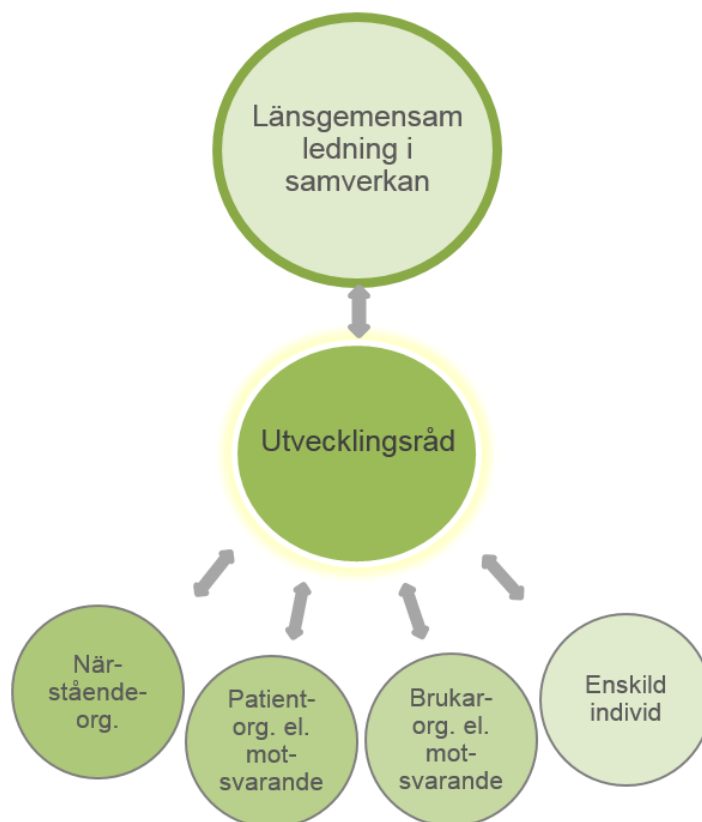 Länsgemensam
ledning i
samverkan
Utvecklingsråd
När-
stående-
org.
Patient-
org. el.
mot-
svarande
Brukar-
org. el.
mot-
svarande
Enskild
individ